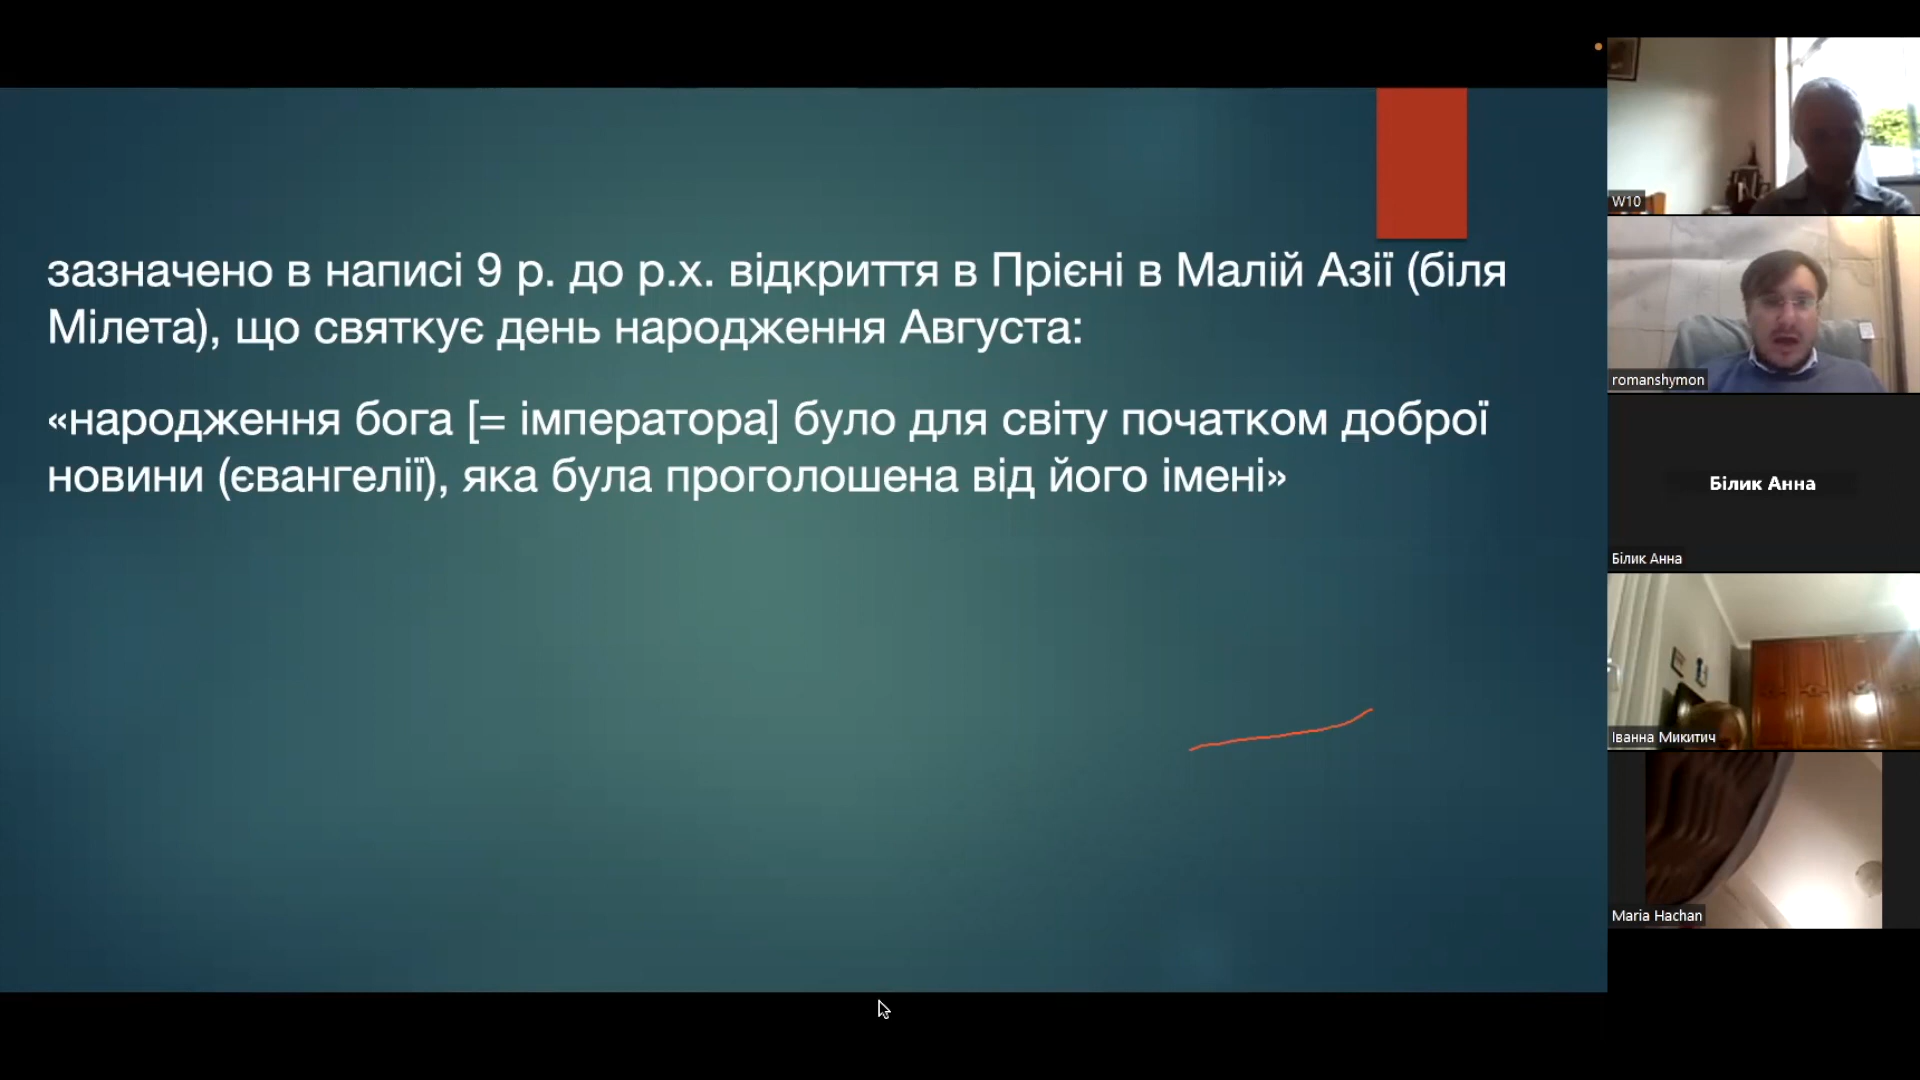 зазначено в написі 9 р. до р.х. відкриття в Прієні в Малій Азії (біля
Мілета), що святкує день народження Августа:
«народження бога [= імператора] було для світу початком доброї
новини (євангелії), яка була проголошена від його імені»
W10
romanshymon
Білик Анна
Білик Анна
Іванна Микитич
Maria Hachan